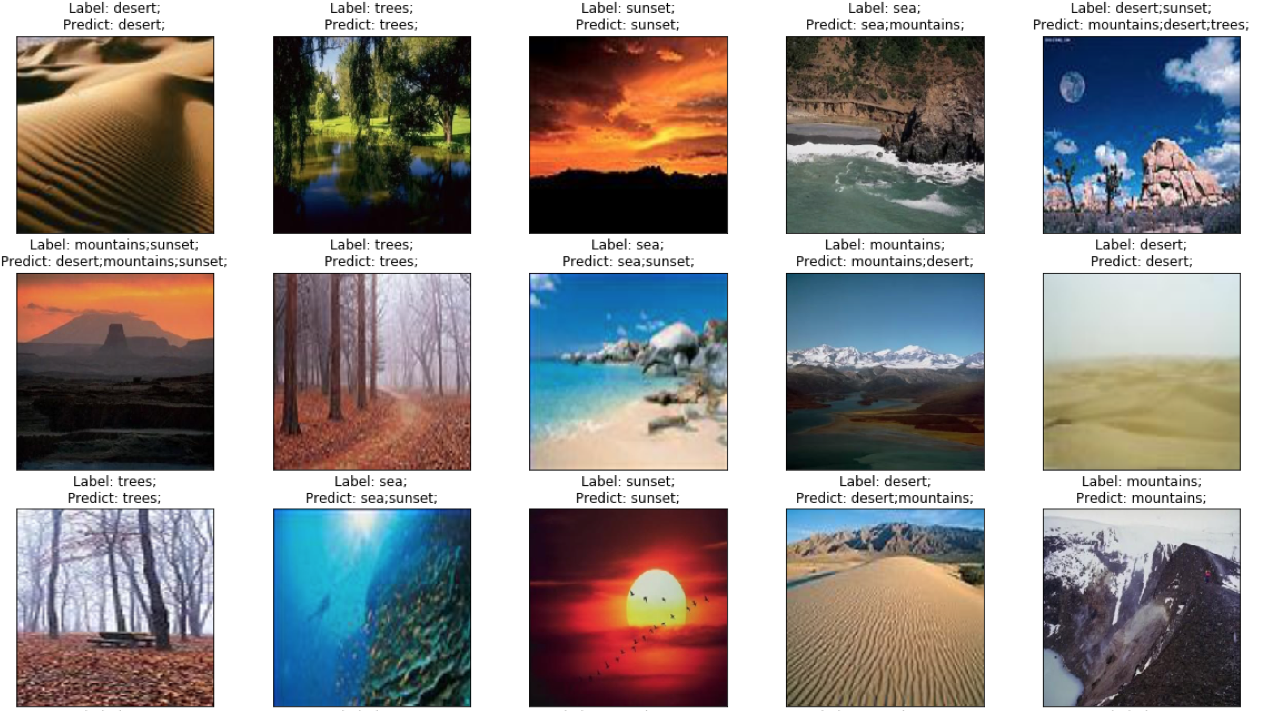 Label: desert;
Predict: desert;
Label: trees;
Predict: trees;
Label: sunset;
Predict: sunset;
Label: sea;
Predict: sea;mountains;
Label: desert;sunset;
Predict: mountains;desert;trees;
Label: mountains;sunset;
Predict: desert;mountains;sunset;
Label: trees;
Predict: trees;
Label: sea;
Predict: sea;sunset;
Label: mountains;
Predict: mountains;desert;
Label: desert;
Predict: desert;
Label: trees;
Predict: trees;
Label: sea;
Predict: sea;sunset;
Label: sunset;
Predict: sunset;
Label: desert;
Predict: desert;mountains;
Label: mountains;
Predict: mountains;